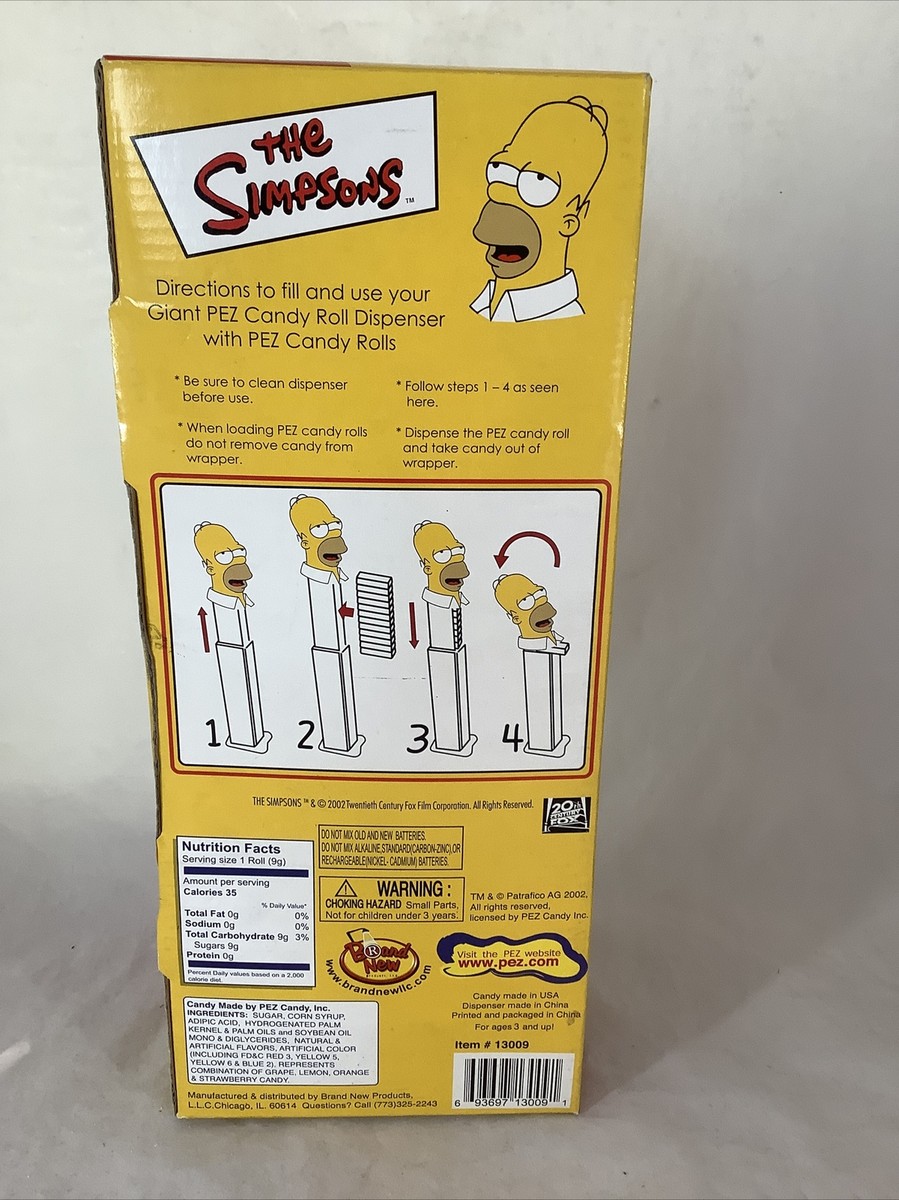 THE
SIMPSONS™
Directions to fill and use your
Giant PEZ Candy Roll Dispenser
with PEZ Candy Rolls
* Be sure to clean dispenser
before use.
* When loading PEZ candy rolls
do not remove candy from
wrapper.
* Follow steps 1 – 4 as seen
here.
* Dispense the PEZ candy roll
and take candy out of
wrapper.
1 2 3 4
THE SIMPSONS ™ & © 2002 Twentieth Century Fox Film Corporation. All Rights Reserved.
20th
CENTURY
FOX
Nutrition Facts
Serving size 1 Roll (9g)
Amount per serving
Calories 35
% Daily Value*
Total Fat 0g 0%
Sodium 0g 0%
Total Carbohydrate 9g 3%
Sugars 9g
Protein 0g
Percent Daily values based on a 2,000
calorie diet.
DO NOT MIX OLD AND NEW BATTERIES.
DO NOT MIX ALKALINE,STANDARD(CARBON-ZINC),OR
RECHARGEABLE(NICKEL- CADMIUM) BATTERIES.
⚠ WARNING :
CHOKING HAZARD Small Parts,
Not for children under 3 years.
TM & © Patrafico AG 2002,
All rights reserved,
licensed by PEZ Candy Inc.
Brand
New
www.brandnewllc.com
Visit the PEZ website
www.pez.com
Candy made in USA
Dispenser made in China
Printed and packaged in China
For ages 3 and up!
Item # 13009
Candy Made by PEZ Candy, Inc.
INGREDIENTS: SUGAR, CORN SYRUP,
ADIPIC ACID, HYDROGENATED PALM
KERNEL & PALM OILS and SOYBEAN OIL
MONO & DIGLYCERIDES, NATURAL &
ARTIFICIAL FLAVORS, ARTIFICIAL COLOR
(INCLUDING FD&C RED 3, YELLOW 5,
YELLOW 6 & BLUE 2), REPRESENTS
COMBINATION OF GRAPE, LEMON, ORANGE
& STRAWBERRY CANDY.
Manufactured & distributed by Brand New Products,
L.L.C.Chicago, IL. 60614 Questions? Call (773)325-2243
6 93697 13009 1